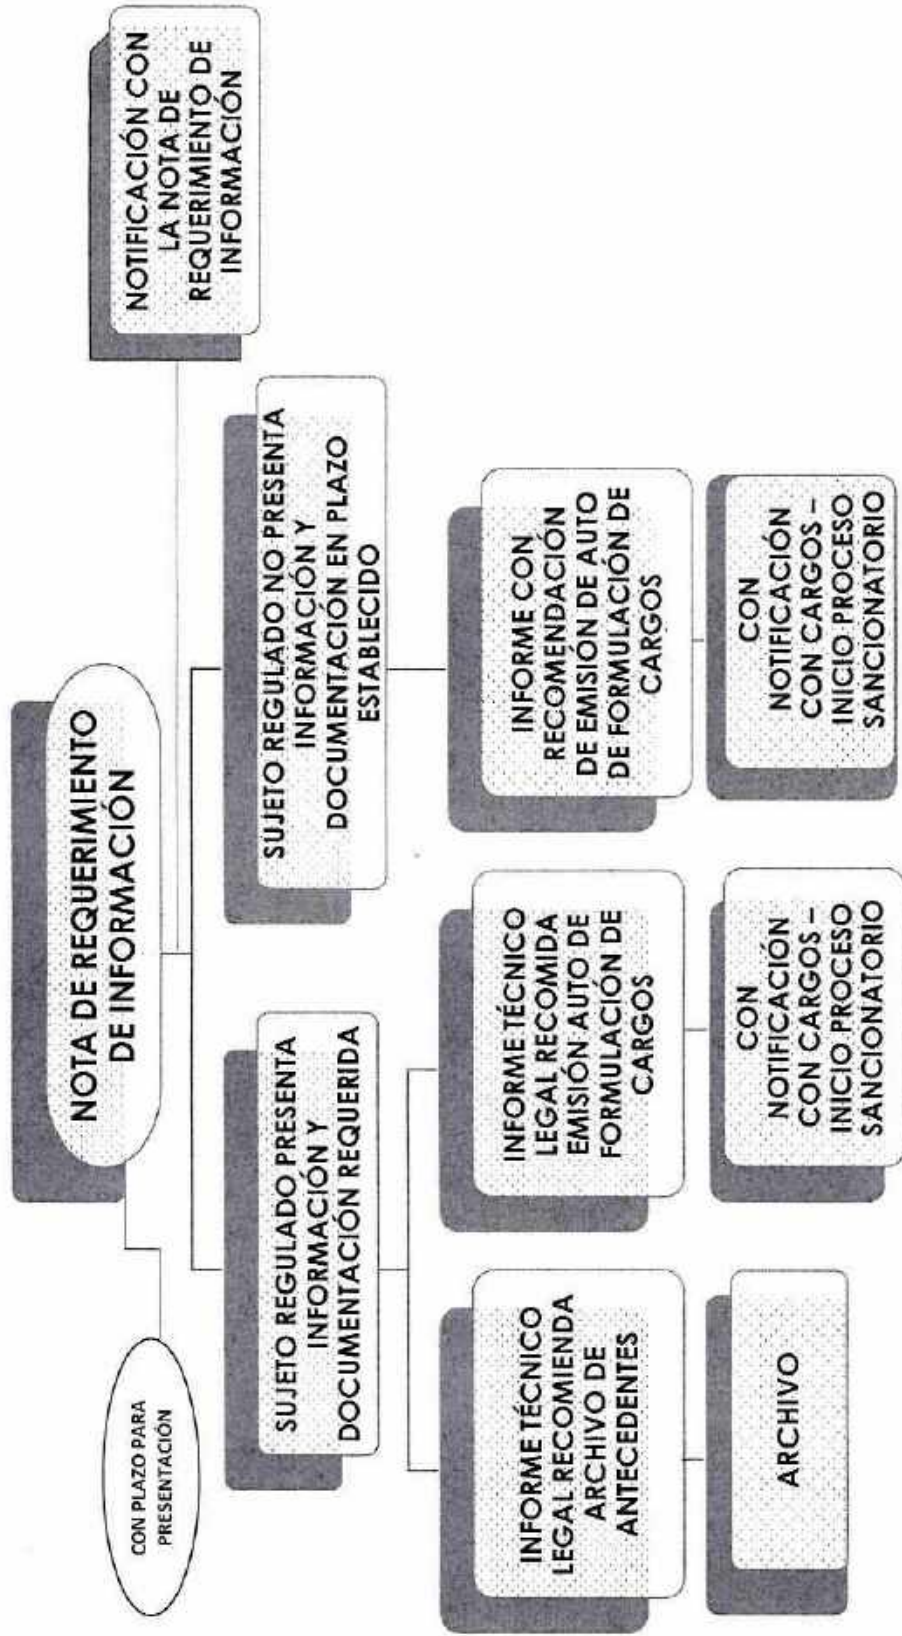 NOTA DE REQUERIMIENTO
DE INFORMACIÓN
CON PLAZO PARA
PRESENTACIÓN
NOTIFICACIÓN CON
LA NOTA DE
REQUERIMIENTO DE
INFORMACIÓN
SUJETO REGULADO PRESENTA
INFORMACIÓN Y
DOCUMENTACIÓN REQUERIDA
SUJETO REGULADO NO PRESENTA
INFORMACIÓN Y
DOCUMENTACIÓN EN PLAZO
ESTABLECIDO
INFORME TÉCNICO
LEGAL RECOMIENDA
ARCHIVO DE
ANTECEDENTES
INFORME TÉCNICO
LEGAL RECOMIDA
EMISIÓN AUTO DE
FORMULACIÓN DE
CARGOS
INFORME CON
RECOMENDACIÓN
DE EMISIÓN DE AUTO
DE FORMULACIÓN DE
CARGOS
ARCHIVO
CON
NOTIFICACIÓN
CON CARGOS –
INICIO PROCESO
SANCIONATORIO
CON
NOTIFICACIÓN
CON CARGOS –
INICIO PROCESO
SANCIONATORIO